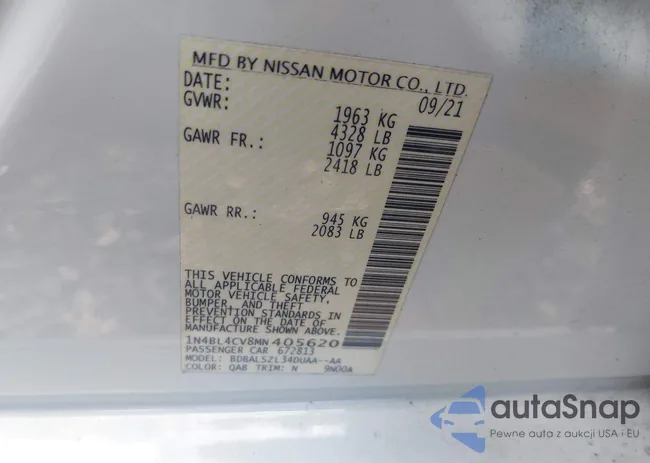 MFD BY NISSAN MOTOR CO., LTD.
DATE: 09/21
GVWR: 1963 KG
4328 LB
GAWR FR.: 1097 KG
2418 LB
GAWR RR.: 945 KG
2083 LB
THIS VEHICLE CONFORMS TO
ALL APPLICABLE FEDERAL
MOTOR VEHICLE SAFETY,
BUMPER, AND THEFT
PREVENTION STANDARDS IN
EFFECT ON THE DATE OF
MANUFACTURE SHOWN ABOVE.
1N4BL4CV8MN405620
PASSENGER CAR 672813
MODEL: BDBALSZL34DUAA--AA
COLOR: QAB TRIM: N 9N00A
autoSnap
Pewne auta z aukcji USA i EU